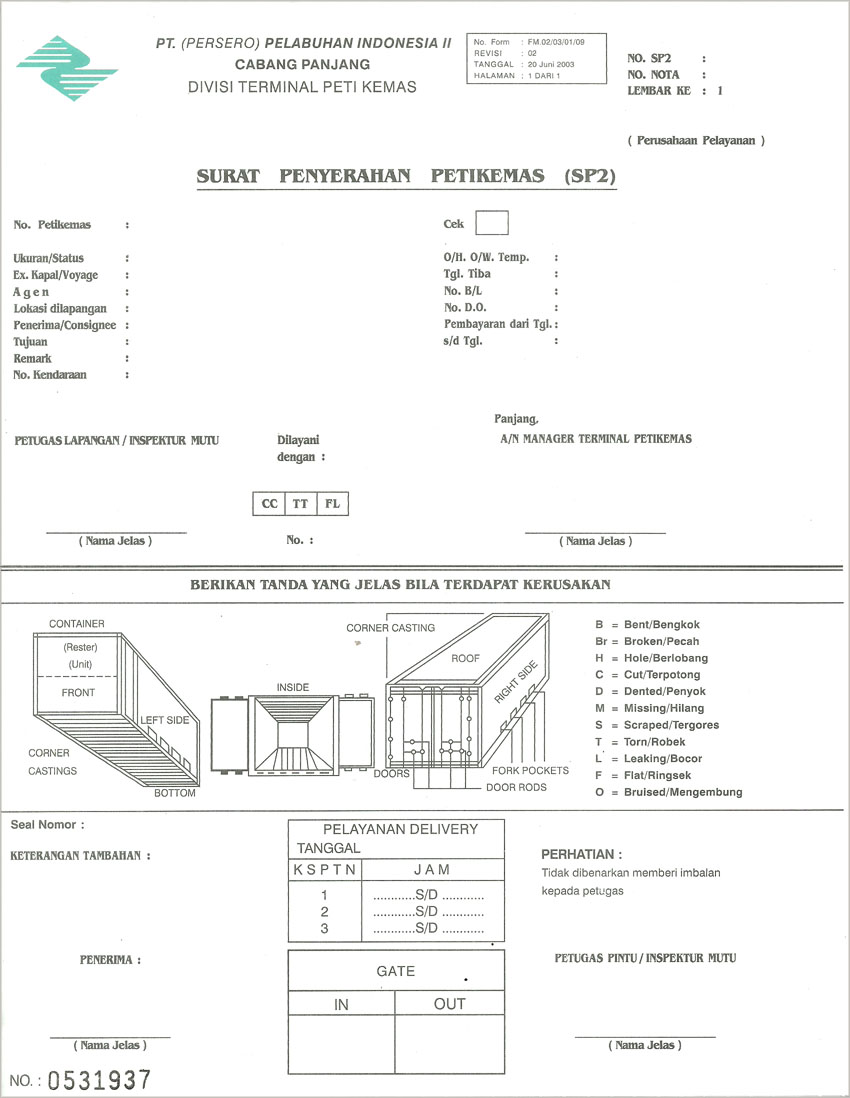 PT. (PERSERO) PELABUHAN INDONESIA II
CABANG PANJANG
DIVISI TERMINAL PETI KEMAS
No. Form : FM.02/03/01/09
REVISI : 02
TANGGAL : 20 Juni 2003
HALAMAN : 1 DARI 1
NO. SP2 :
NO. NOTA :
LEMBAR KE : 1
( Perusahaan Pelayanan )
SURAT PENYERAHAN PETIKEMAS (SP2)
No. Petikemas :
Ukuran/Status :
Ex. Kapal/Voyage :
Agen :
Lokasi dilapangan :
Penerima/Consignee :
Tujuan :
Remark :
No. Kendaraan :
Cek
O/H. O/W. Temp. :
Tgl. Tiba :
No. B/L :
No. D.O. :
Pembayaran dari Tgl. :
s/d Tgl. :
PETUGAS LAPANGAN / INSPEKTUR MUTU
( Nama Jelas )
Dilayani
dengan :
CC TT FL
No. :
Panjang,
A/N MANAGER TERMINAL PETIKEMAS
( Nama Jelas )
BERIKAN TANDA YANG JELAS BILA TERDAPAT KERUSAKAN
CONTAINER
(Rester)
(Unit)
FRONT
LEFT SIDE
CORNER
CASTINGS
BOTTOM
INSIDE
CORNER CASTING
ROOF
RIGHT SIDE
DOORS
FORK POCKETS
DOOR RODS
B = Bent/Bengkok
Br = Broken/Pecah
H = Hole/Berlobang
C = Cut/Terpotong
D = Dented/Penyok
M = Missing/Hilang
S = Scraped/Tergores
T = Torn/Robek
L = Leaking/Bocor
F = Flat/Ringsek
O = Bruised/Mengembung
Seal Nomor :
KETERANGAN TAMBAHAN :
PENERIMA :
( Nama Jelas )
NO. : 0531937
PELAYANAN DELIVERY
TANGGAL
K S P T N J A M
1 ............S/D ............
2 ............S/D ............
3 ............S/D ............
GATE
IN OUT
PERHATIAN :
Tidak dibenarkan memberi imbalan
kepada petugas
PETUGAS PINTU / INSPEKTUR MUTU
( Nama Jelas )